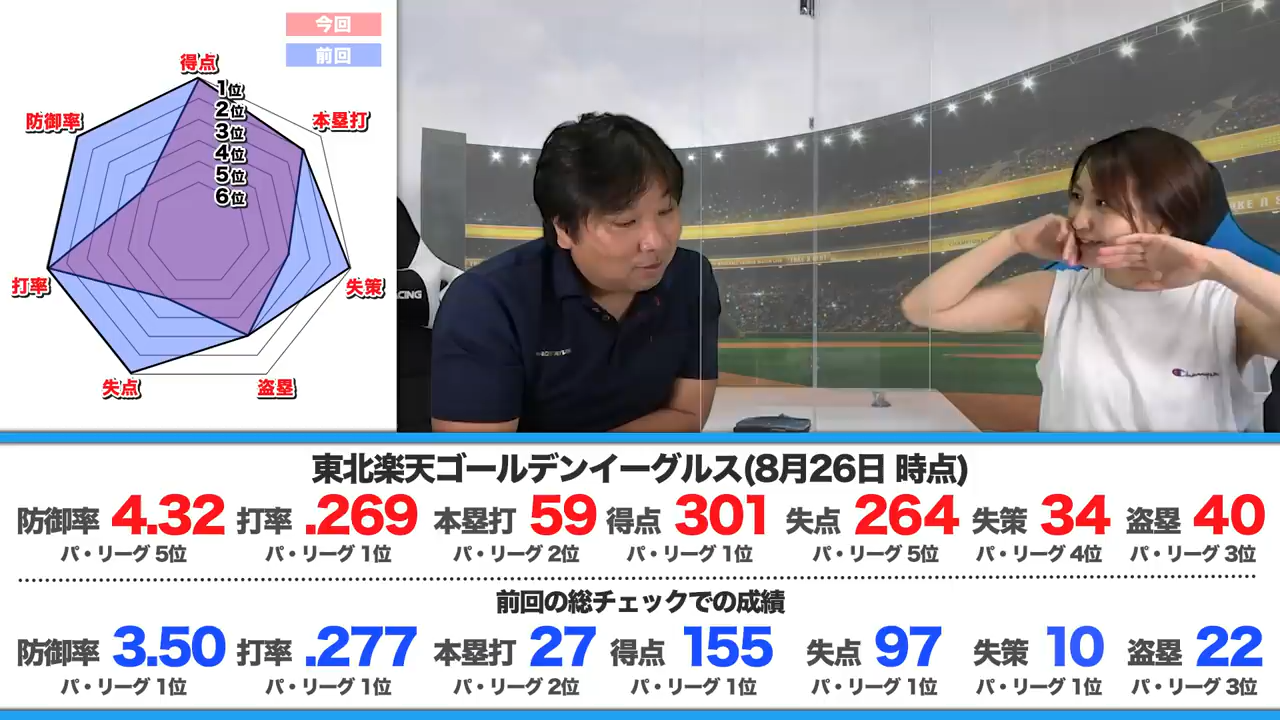 今回
前回
得点
1位
2位
3位
4位
5位
6位
防御率
本塁打
打率
失策
失点
盗塁
CING
Champion
東北楽天ゴールデンイーグルス(8月26日 時点)
防御率 4.32 打率 .269 本塁打 59 得点 301 失点 264 失策 34 盗塁 40
パ・リーグ 5位 パ・リーグ 1位 パ・リーグ 2位 パ・リーグ 1位 パ・リーグ 5位 パ・リーグ 4位 パ・リーグ 3位
前回の総チェックでの成績
防御率 3.50 打率 .277 本塁打 27 得点 155 失点 97 失策 10 盗塁 22
パ・リーグ 1位 パ・リーグ 1位 パ・リーグ 2位 パ・リーグ 1位 パ・リーグ 1位 パ・リーグ 1位 パ・リーグ 3位